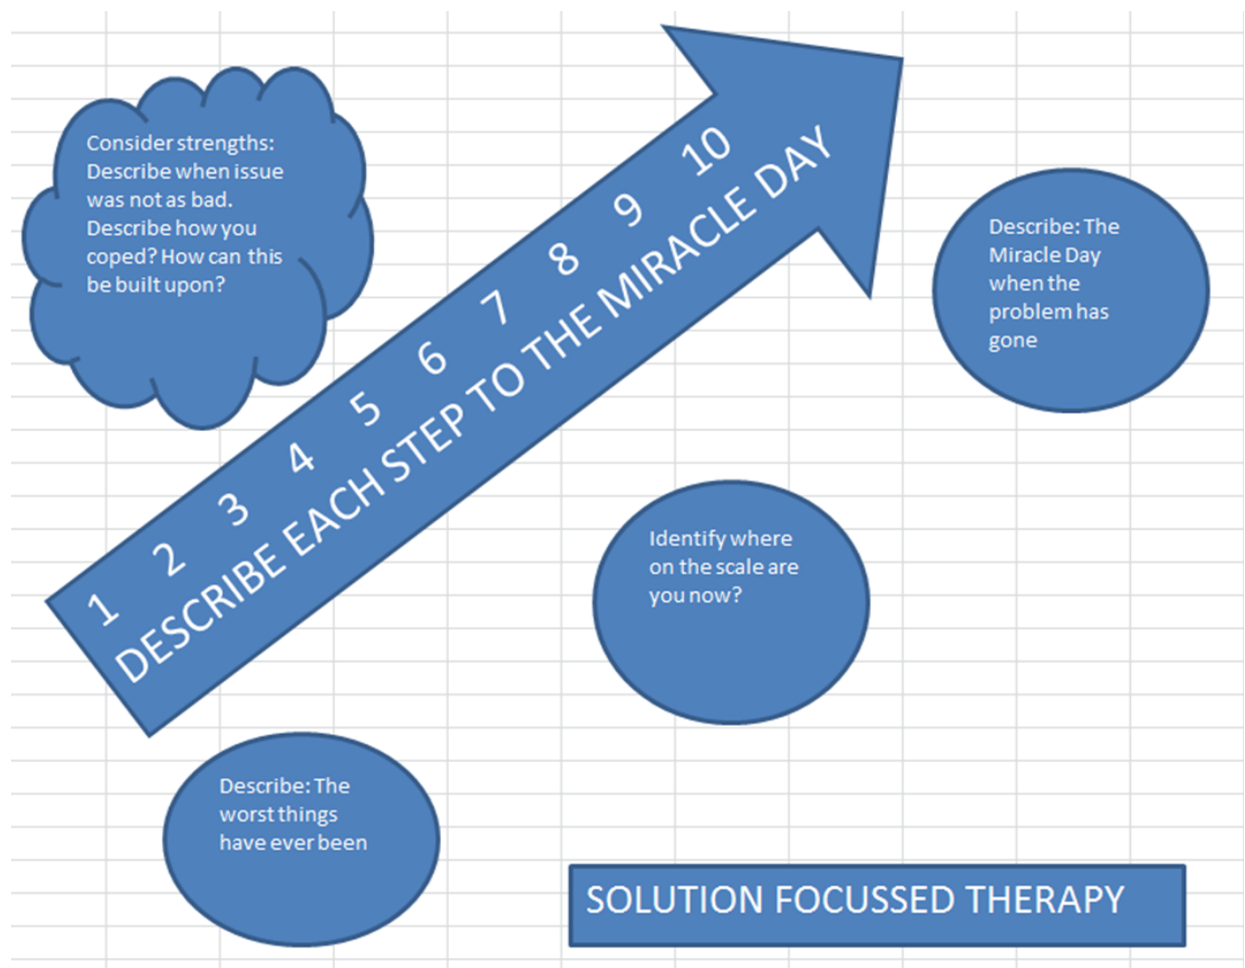 Consider strengths:
Describe when issue
was not as bad.
Describe how you
coped? How can this
be built upon?
1 2 3 4 5 6 7 8 9 10
DESCRIBE EACH STEP TO THE MIRACLE DAY
Describe: The
Miracle Day
when the
problem has
gone
Identify where
on the scale are
you now?
Describe: The
worst things
have ever been
SOLUTION FOCUSSED THERAPY